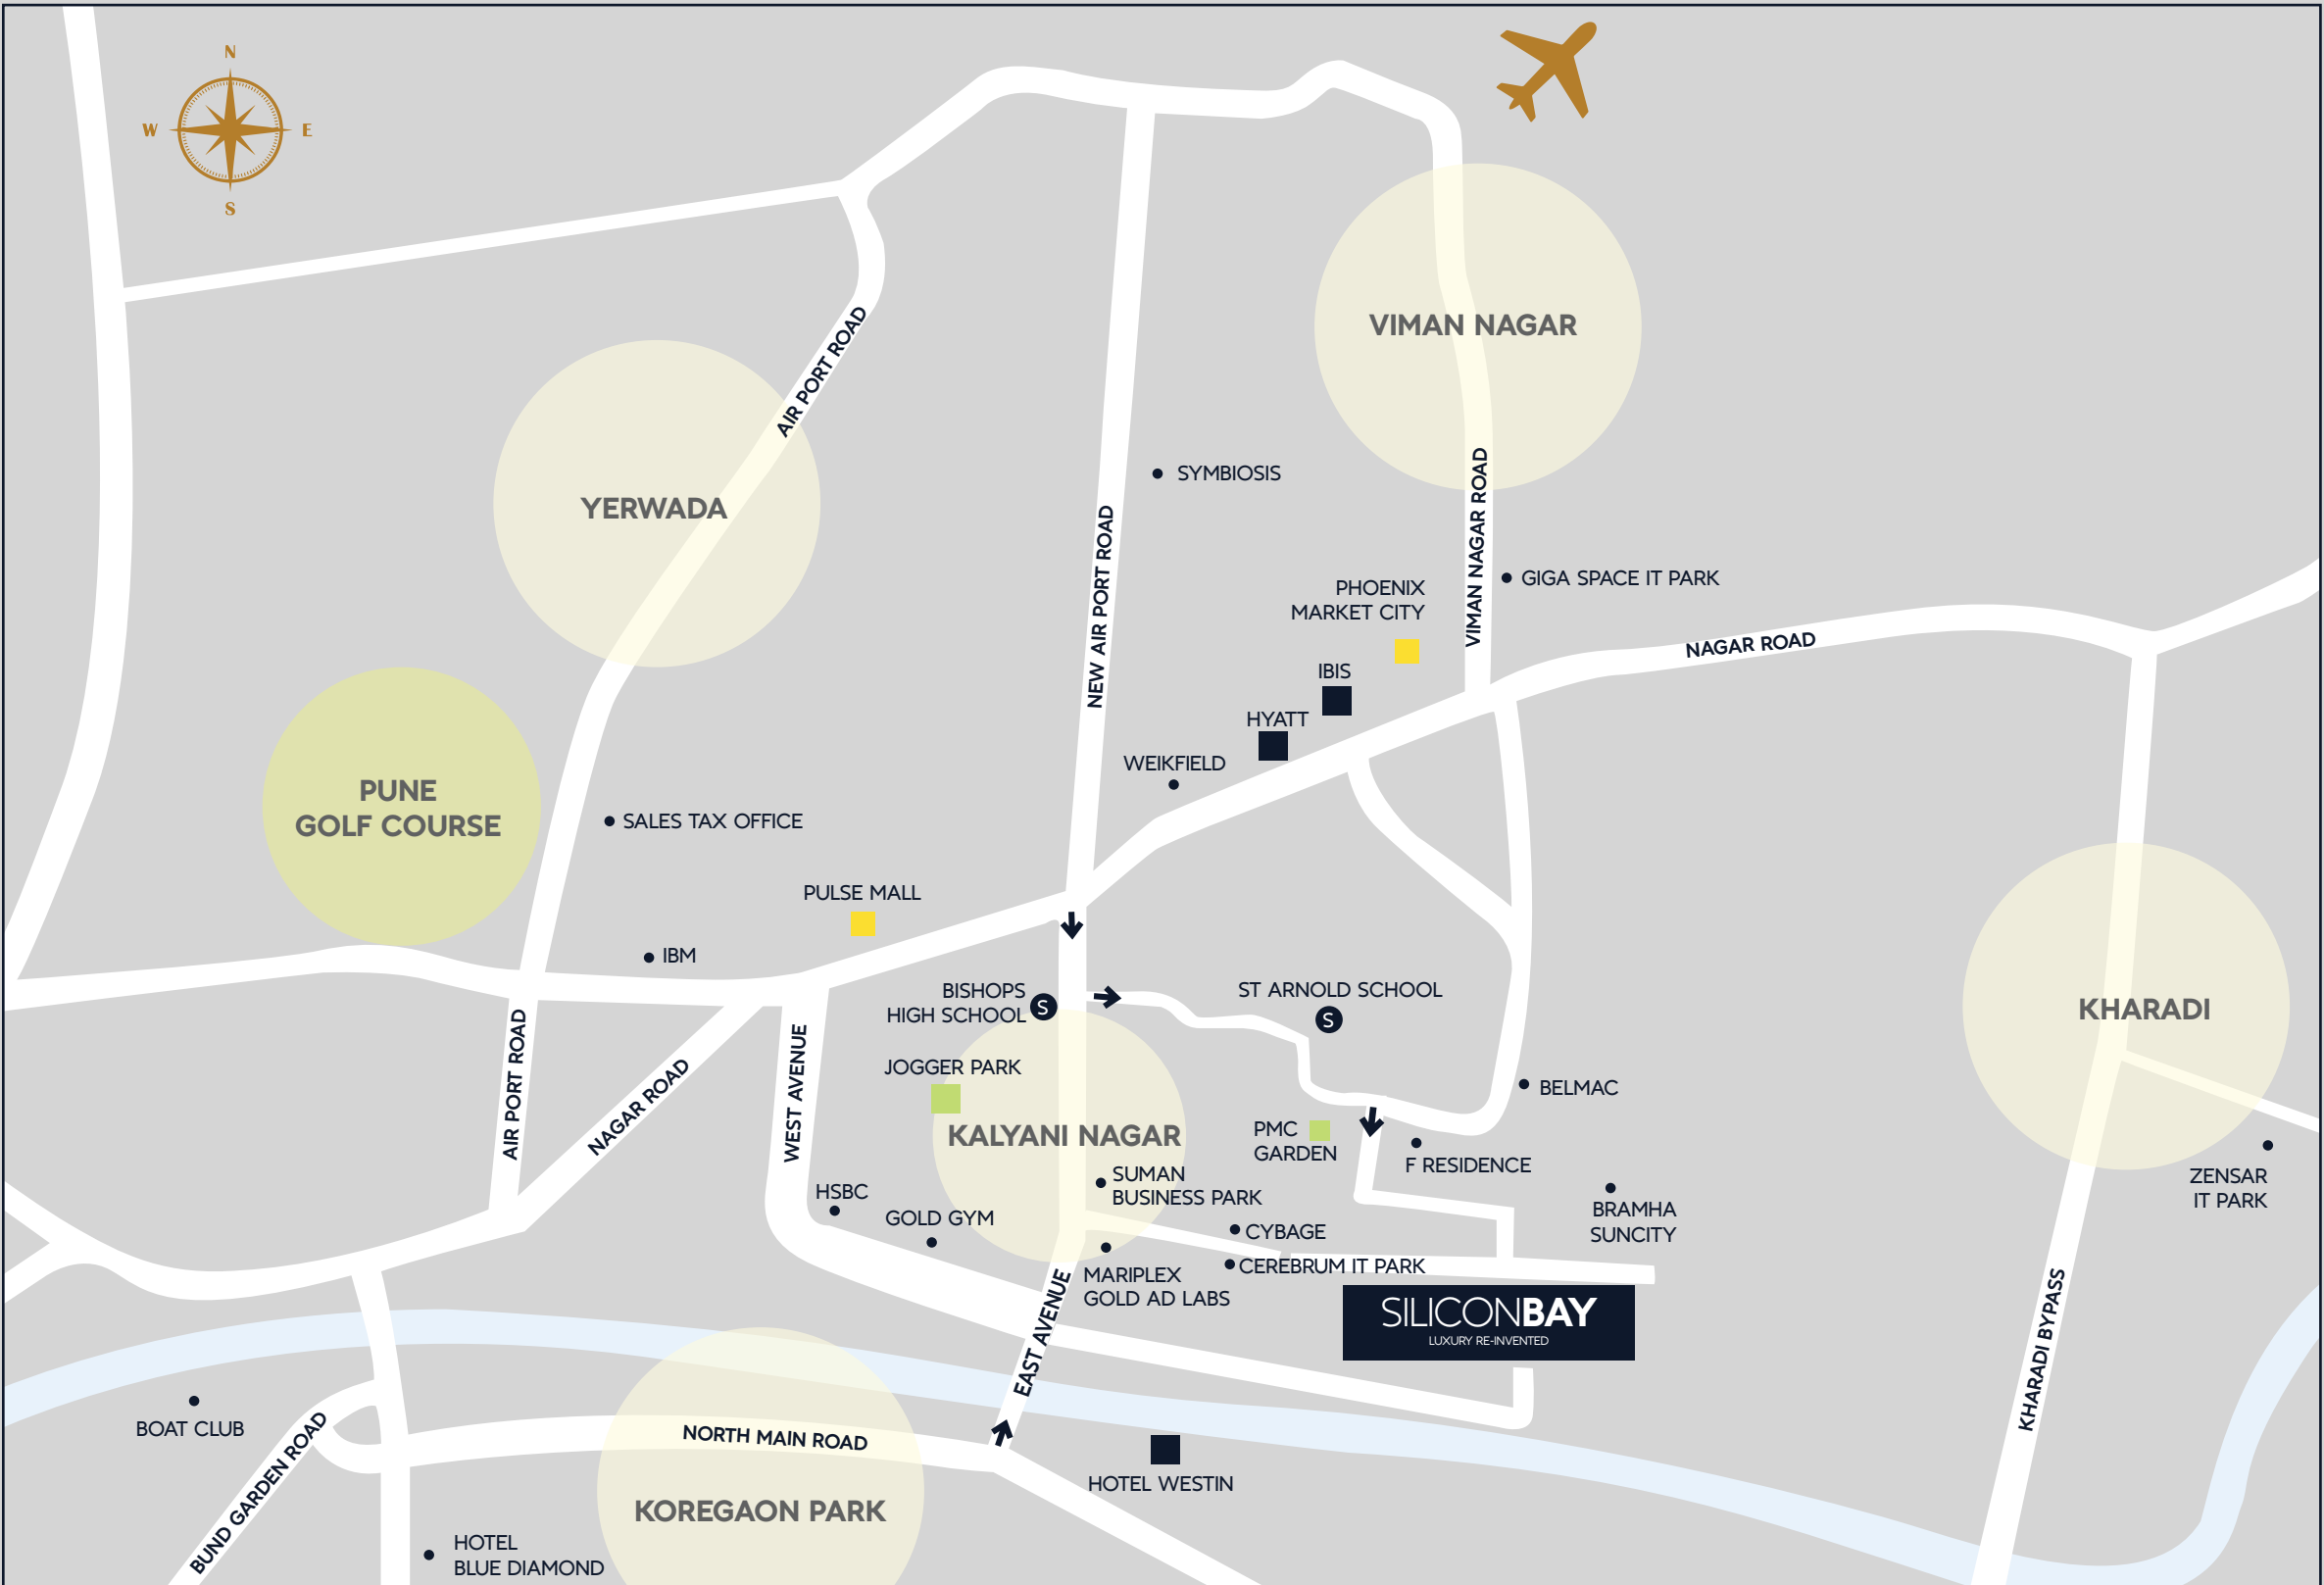 N
W
E
S
VIMAN NAGAR
AIR PORT ROAD
YERWADA
SYMBIOSIS
VIMAN NAGAR ROAD
NEW AIR PORT ROAD
GIGA SPACE IT PARK
PHOENIX
MARKET CITY
NAGAR ROAD
IBIS
HYATT
WEIKFIELD
PUNE
GOLF COURSE
SALES TAX OFFICE
PULSE MALL
IBM
BISHOPS
HIGH SCHOOL
S
ST ARNOLD SCHOOL
S
KHARADI
AIR PORT ROAD
NAGAR ROAD
WEST AVENUE
JOGGER PARK
BELMAC
KALYANI NAGAR
PMC
GARDEN
F RESIDENCE
SUMAN
BUSINESS PARK
ZENSAR
IT PARK
HSBC
GOLD GYM
BRAMHA
SUNCITY
CYBAGE
CEREBRUM IT PARK
MARIPLEX
GOLD AD LABS
SILICONBAY
LUXURY RE-INVENTED
EAST AVENUE
KHARADI BYPASS
BOAT CLUB
BUND GARDEN ROAD
NORTH MAIN ROAD
HOTEL WESTIN
KOREGAON PARK
HOTEL
BLUE DIAMOND